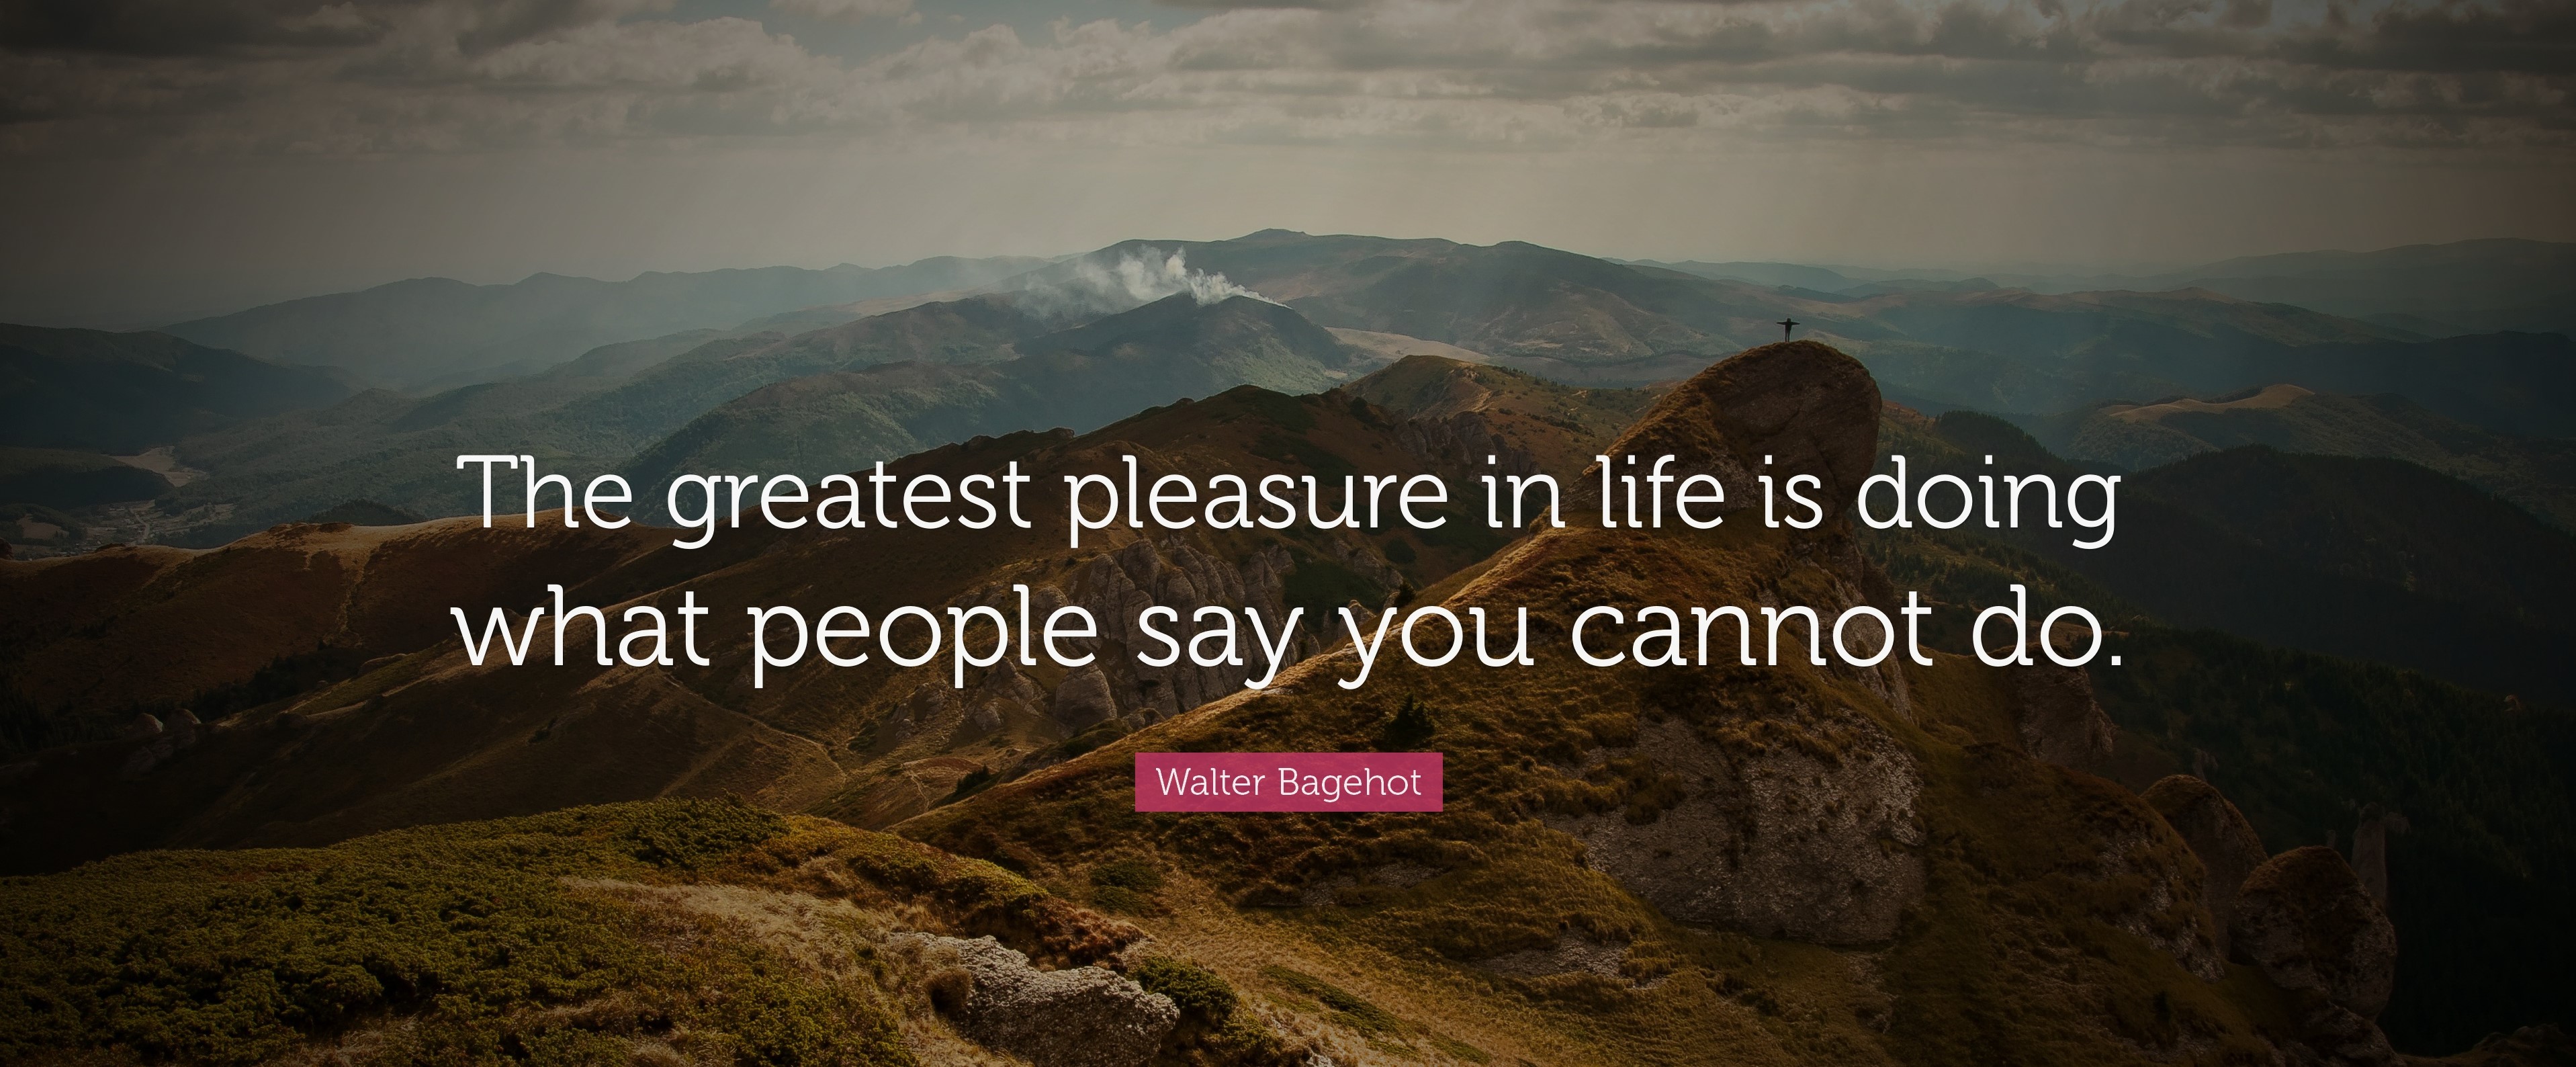 The greatest pleasure in life is doing
what people say you cannot do.
Walter Bagehot